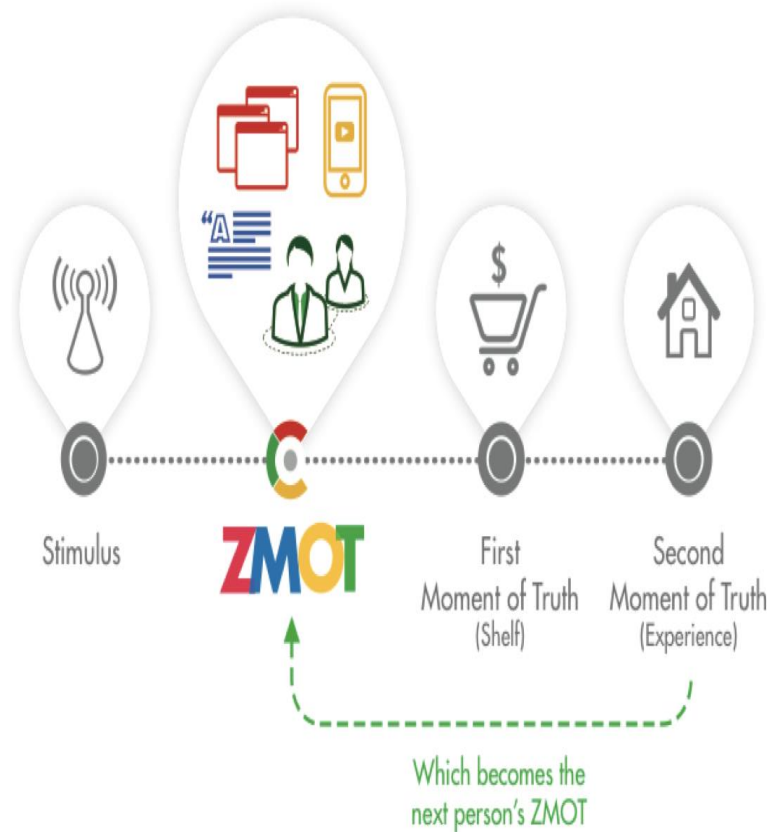 “A
$
Stimulus
ZMOT
First
Moment of Truth
(Shelf)
Second
Moment of Truth
(Experience)
Which becomes the
next person's ZMOT